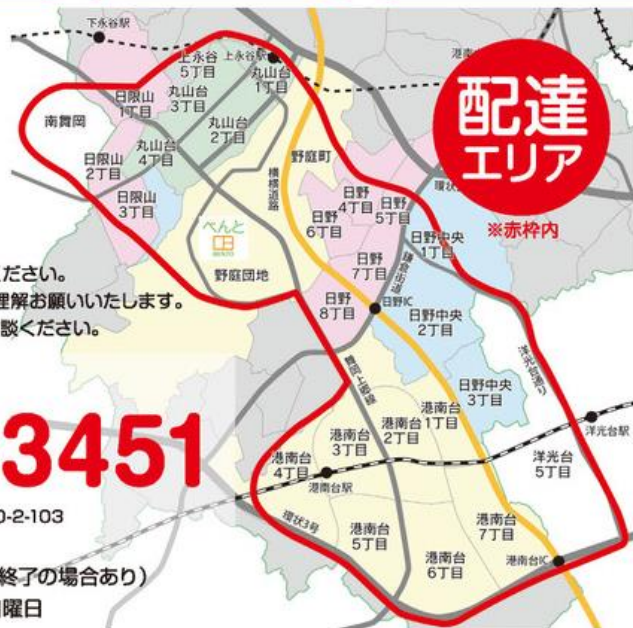 下永谷駅
上永谷
5丁目
上永谷駅
丸山台
1丁目
丸山台
3丁目
日限山
1丁目
丸山台
2丁目
南舞岡
丸山台
4丁目
日限山
2丁目
日限山
3丁目
野庭町
横横道路
配達
エリア
※赤枠内
日野
4丁目
日野
5丁目
日野
6丁目
日野中央
1丁目
べんと
野庭団地
日野
7丁目
鎌倉街道
日野
8丁目
日野IC
日野中央
2丁目
洋光台通り
ください。
理解お願いいたします。
談ください。
舞岡上郷線
日野中央
3丁目
港南台
1丁目
港南台
2丁目
港南台
3丁目
洋光台駅
3451
港南台
4丁目
港南台駅
洋光台
5丁目
0-2-103
環状3号
港南台
5丁目
港南台
7丁目
港南台
6丁目
港南台IC
終了の場合あり）
曜日